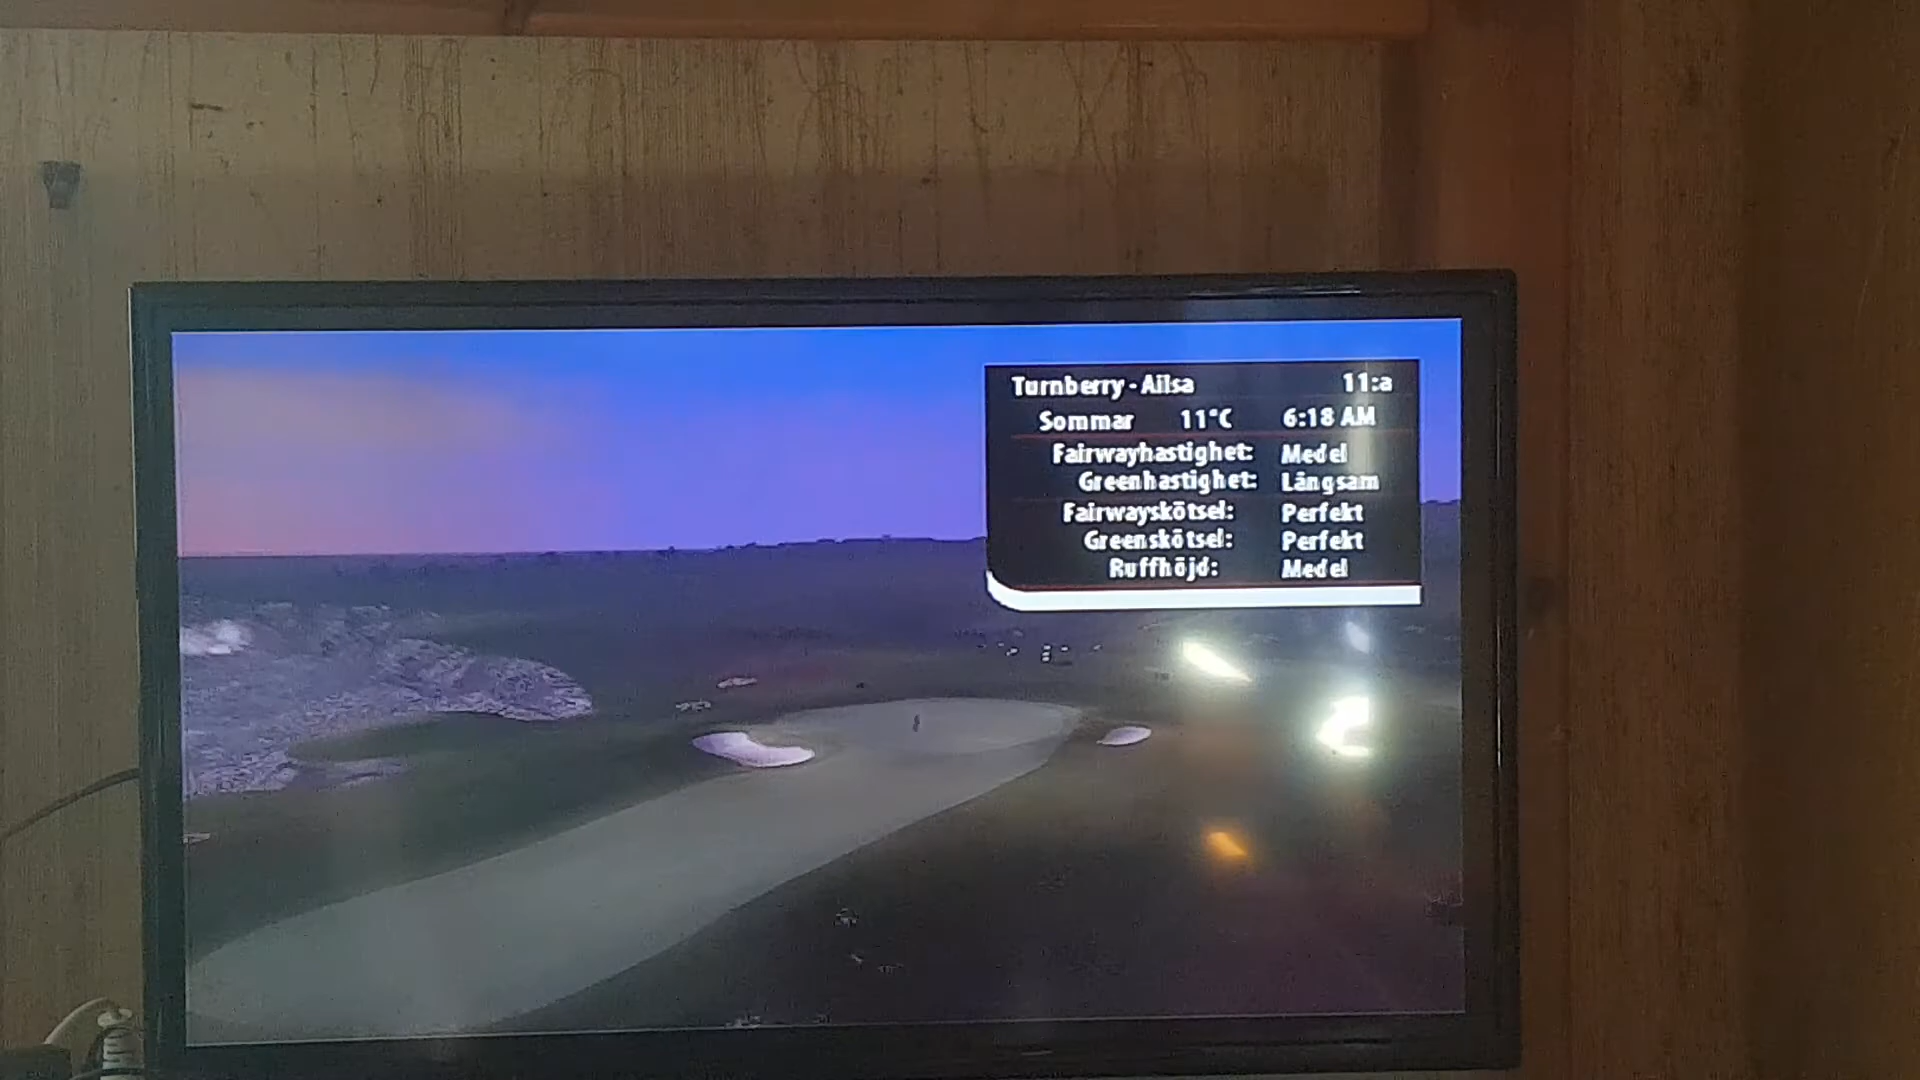 Turnberry - Ailsa 11:a
Sommar 11°C 6:18 AM
Fairwayhastighet: Medel
Greenhastighet: Långsam
Fairwayskötsel: Perfekt
Greenskötsel: Perfekt
Ruffhöjd: Medel